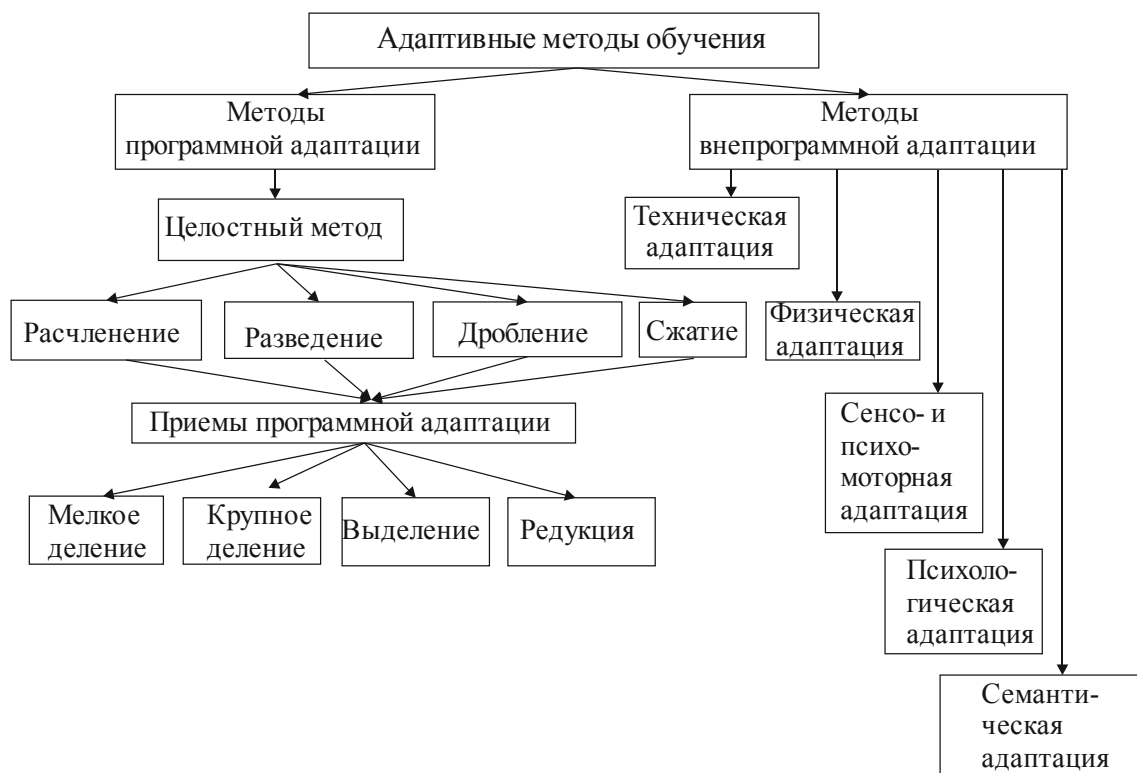 Адаптивные методы обучения
Методы
программной адаптации
Методы
внепрограммной адаптации
Целостный метод
Техническая
адаптация
Расчленение
Разведение
Дробление
Сжатие
Физическая
адаптация
Приемы программной адаптации
Сенсо- и
психо-
моторная
адаптация
Мелкое
деление
Крупное
деление
Выделение
Редукция
Психоло-
гическая
адаптация
Семанти-
ческая
адаптация